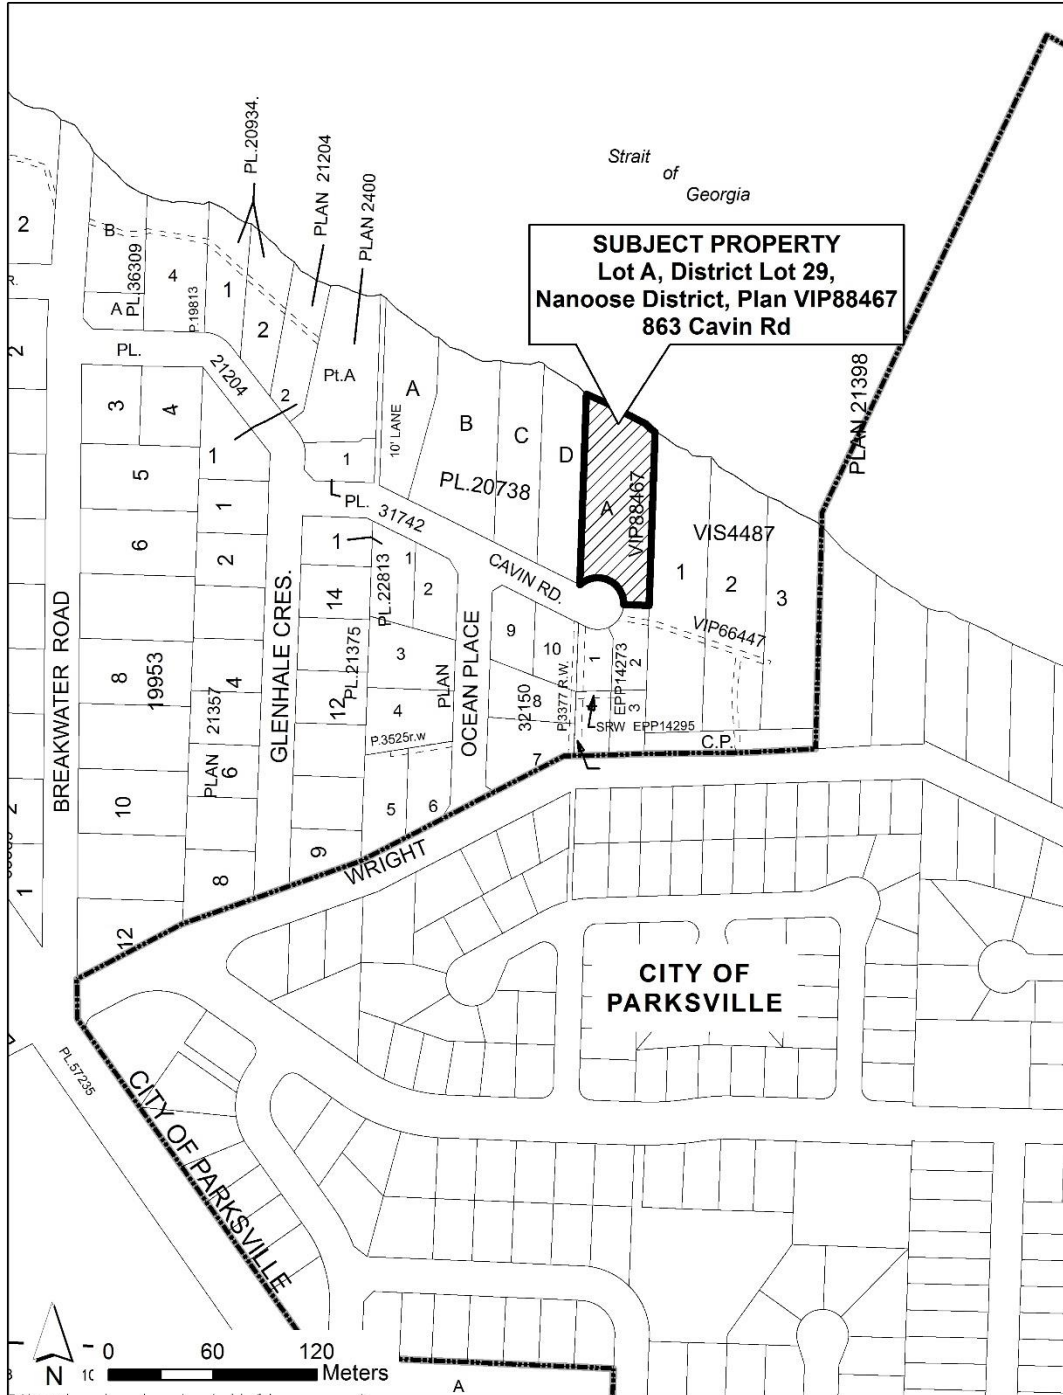 Strait
of
Georgia
SUBJECT PROPERTY
Lot A, District Lot 29,
Nanoose District, Plan VIP88467
863 Cavin Rd
PL.20934.
PLAN 21204
PLAN 2400
PLAN 21398
2
B
PL.36309
4
P.19813
1
2
A
R.
2
PL.
21204
2
Pt.A
10' LANE
A
B
C
D
PL.20738
A
VIP88467
VIS4487
1
2
3
VIP66447
3
4
5
1
1
PL. 31742
CAVIN RD.
6
1
2
1
14
PL.22813
1
2
BREAKWATER ROAD
GLENHALE CRES.
OCEAN PLACE
9
10
P.3377 R.W.
1
EPP14273
2
3
8
19953
PLAN 21357
4
12
PL.21375
3
4
PLAN
P.3525r.w
32150
8
7
SRW EPP14295
C.P.
6
10
2
5
6
1
8
9
WRIGHT
12
CITY OF
PARKSVILLE
PL.57235
CITY OF PARKSVILLE
N
0 60 120
Meters
A